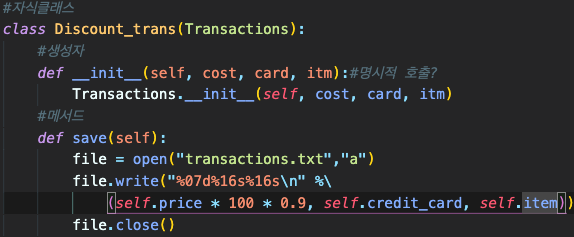 #자식클래스
class Discount_trans(Transactions):
    #생성자
    def __init__(self, cost, card, itm):#명시적 호출?
        Transactions.__init__(self, cost, card, itm)
    #메서드
    def save(self):
        file = open("transactions.txt","a")
        file.write("%07d%16s%16s\n" %\
            (self.price * 100 * 0.9, self.credit_card, self.item))
        file.close()